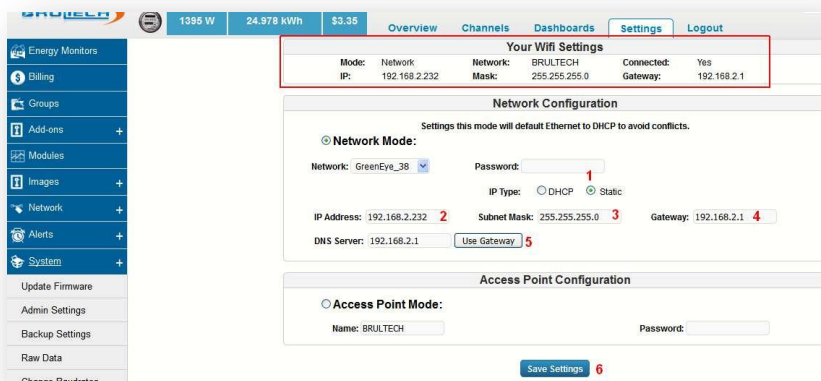 BRULTECH
1395 W 24.978 kWh $3.35 Overview Channels Dashboards Settings Logout
Energy Monitors
Billing
Groups
Add-ons +
Modules
Images +
Network +
Alerts +
System +
Update Firmware
Admin Settings
Backup Settings
Raw Data
Change Baudrates
Your Wifi Settings
Mode: Network Network: BRULTECH Connected: Yes
IP: 192.168.2.232 Mask: 255.255.255.0 Gateway: 192.168.2.1
Network Configuration
Settings this mode will default Ethernet to DHCP to avoid conflicts.
Network Mode:
Network: GreenEye_38 Password:
1
IP Type: DHCP Static
IP Address: 192.168.2.232 2 Subnet Mask: 255.255.255.0 3 Gateway: 192.168.2.1 4
DNS Server: 192.168.2.1 Use Gateway 5
Access Point Configuration
Access Point Mode:
Name: BRULTECH Password:
Save Settings 6